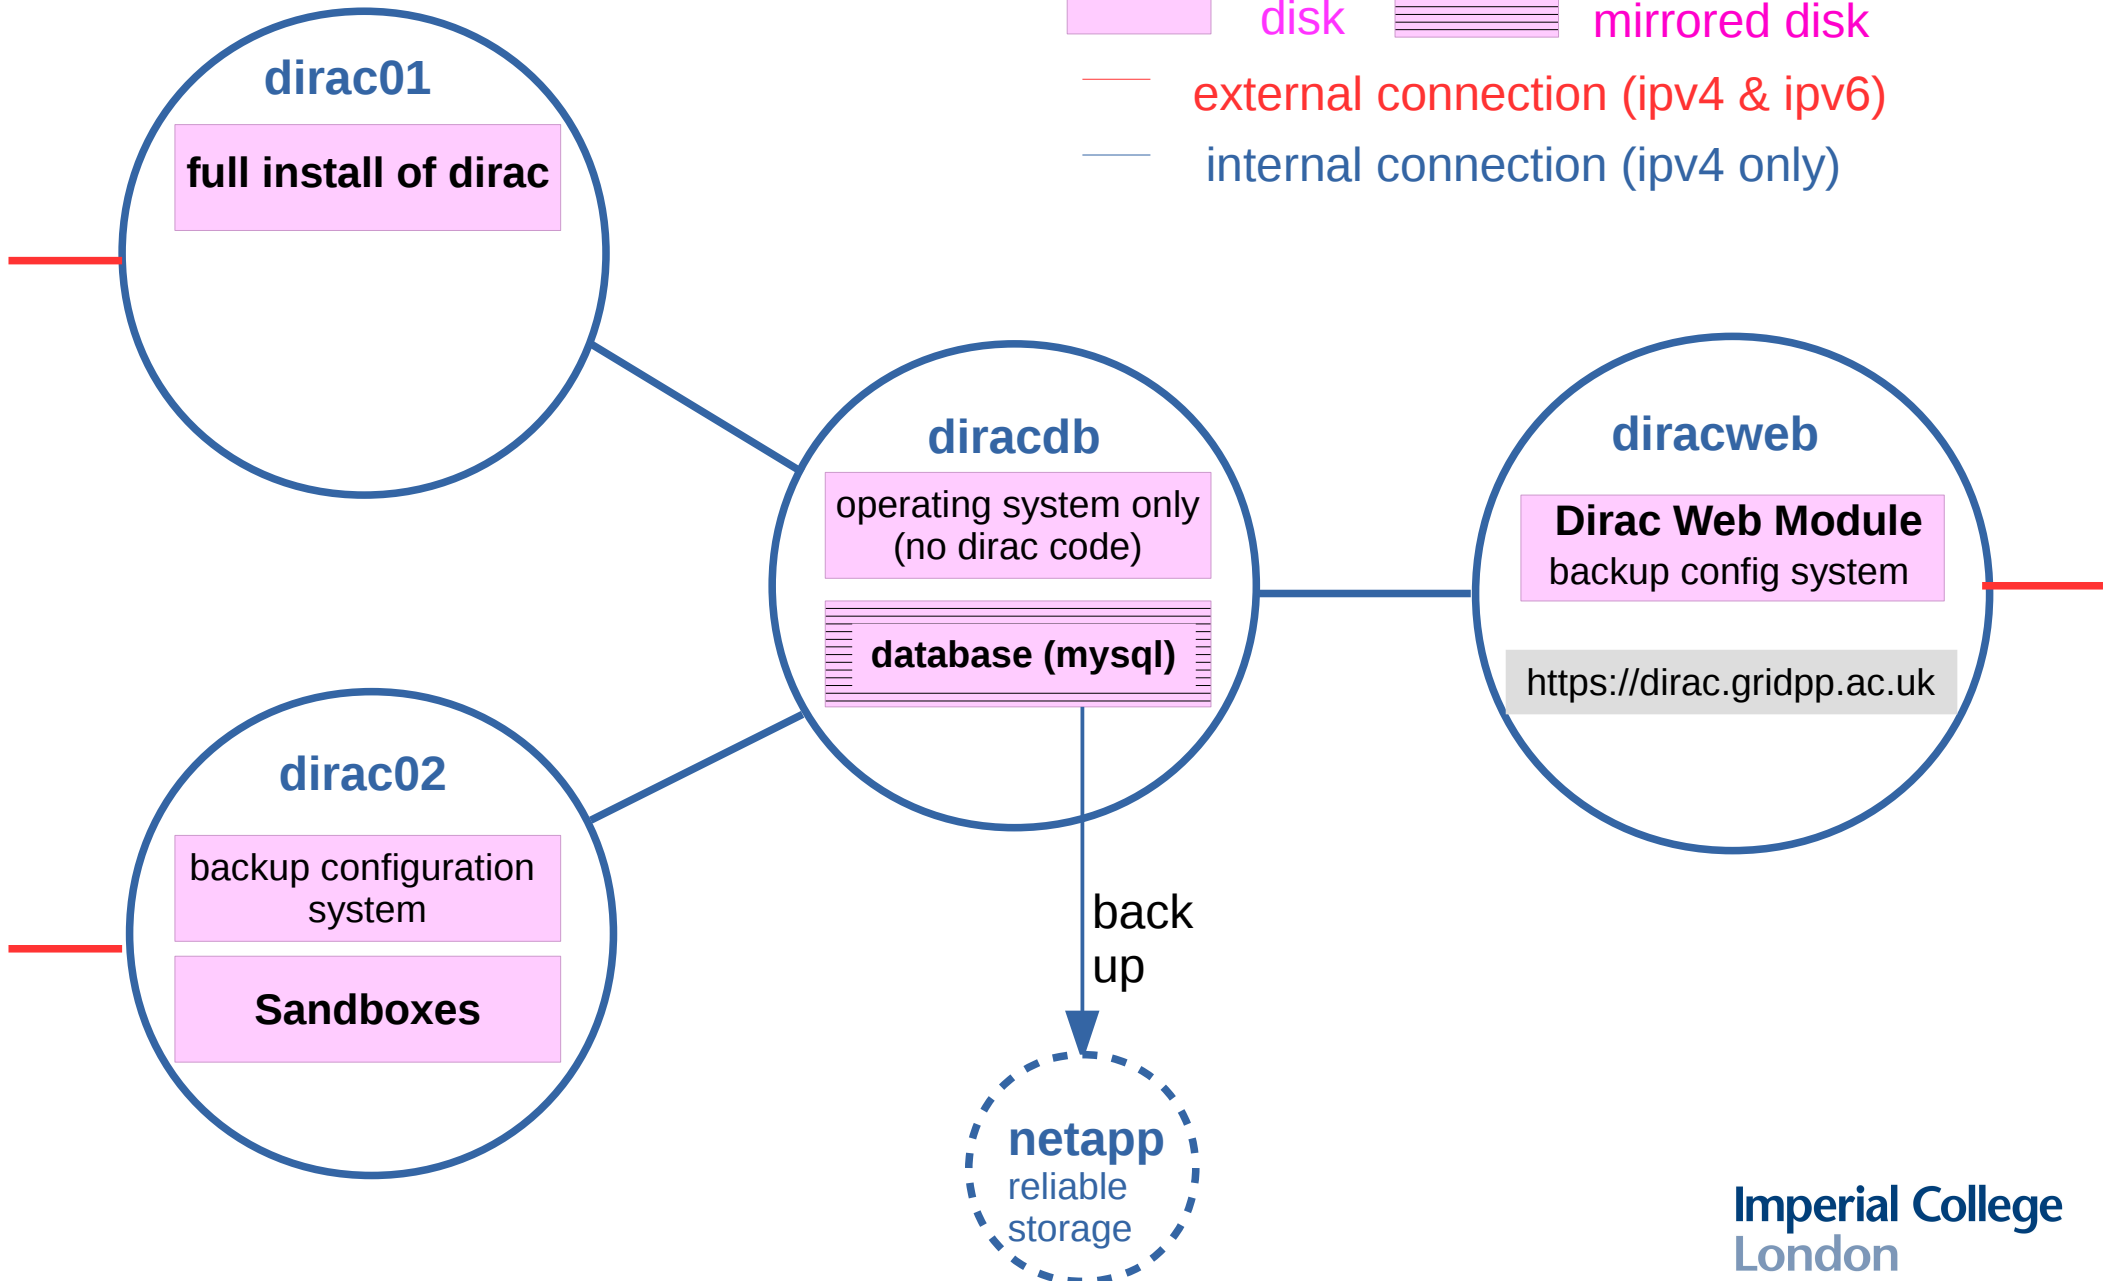 disk
mirrored disk
external connection (ipv4 & ipv6)
internal connection (ipv4 only)
dirac01
full install of dirac
diracdb
operating system only
(no dirac code)
database (mysql)
diracweb
Dirac Web Module
backup config system
https://dirac.gridpp.ac.uk
dirac02
backup configuration
system
Sandboxes
back
up
netapp
reliable
storage
Imperial College
London